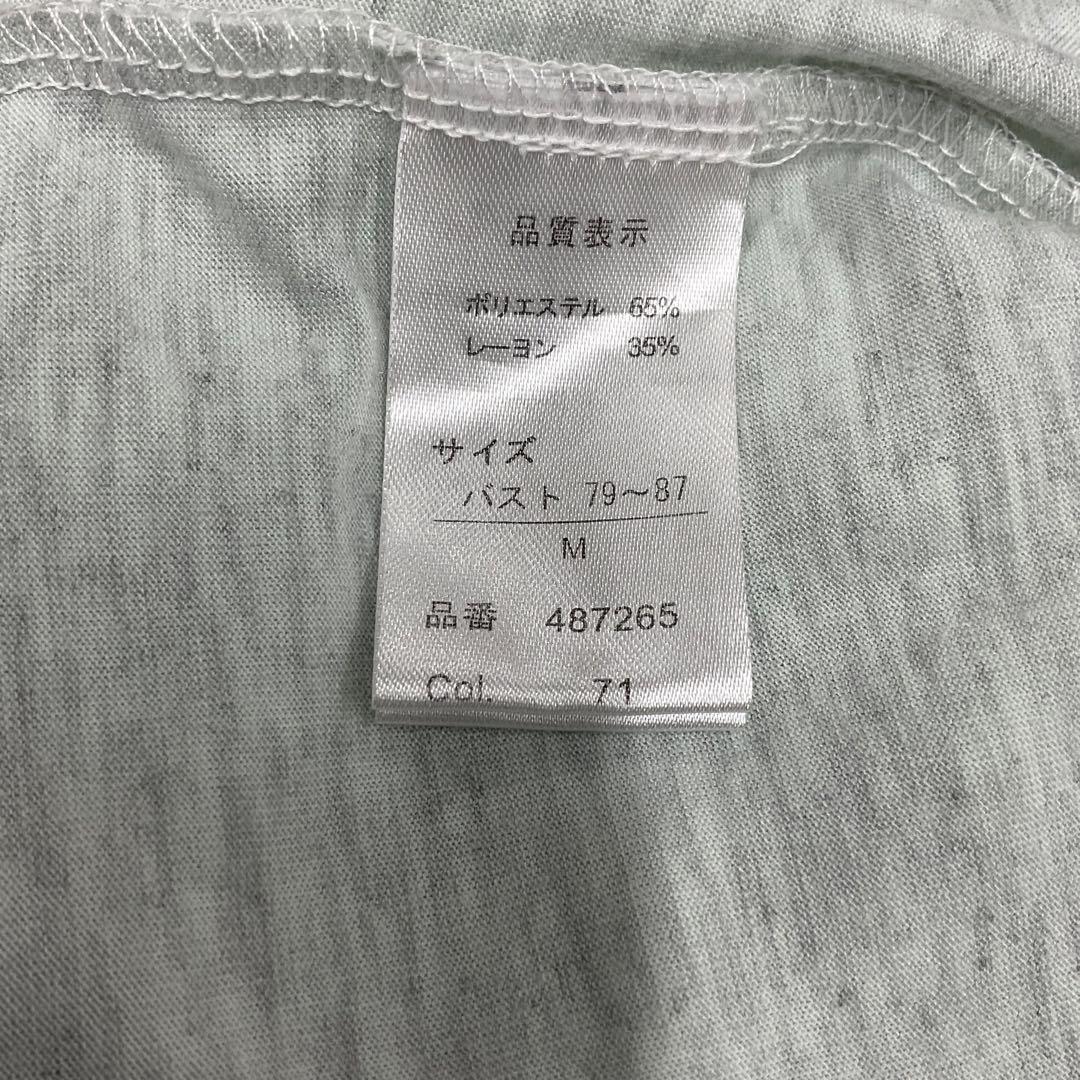 品質表示
ポリエステル 65%
レーヨン 35%
サイズ
バスト 79～87
M
品番 487265
Col. 71